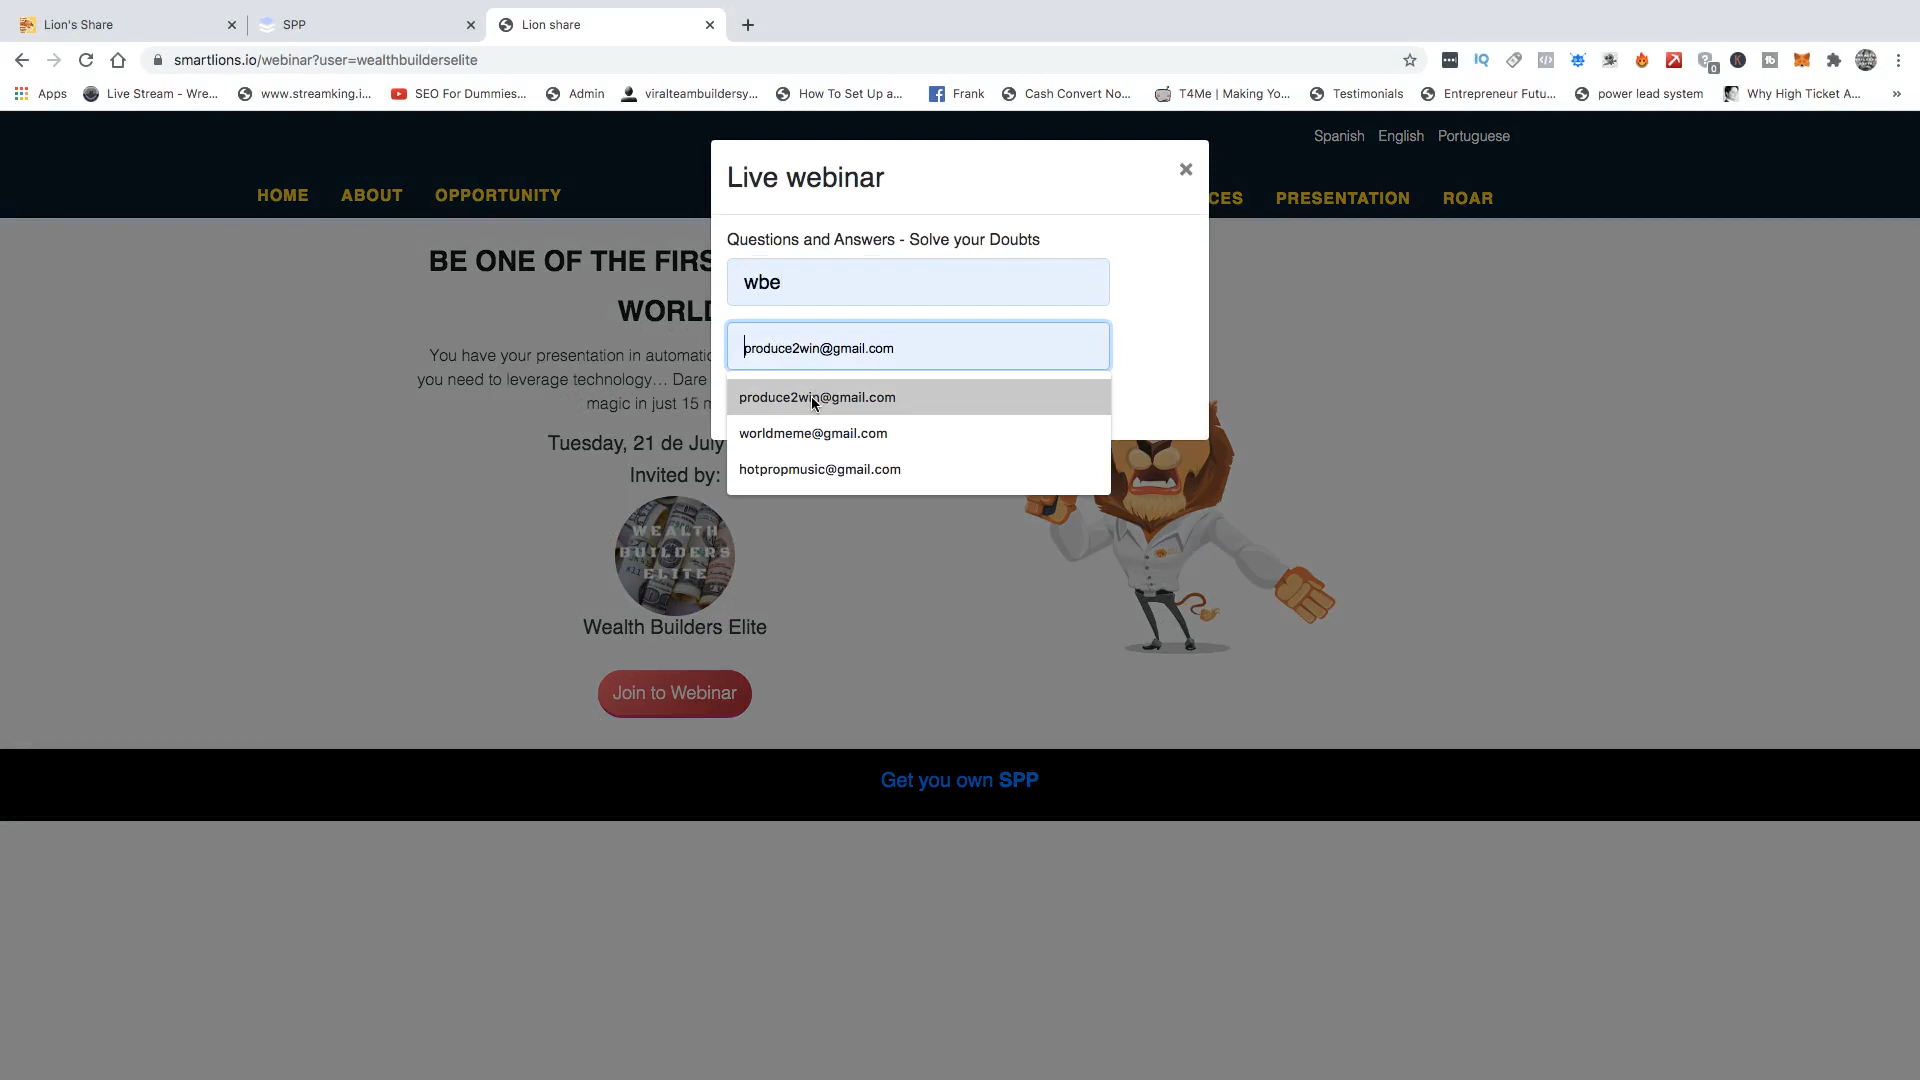 Lion's Share
SPP
Lion share
smartlions.io/webinar?user=wealthbuilderselite
Apps
Live Stream - Wre...
www.streamking.i...
SEO For Dummies...
Admin
viralteambuildersy...
How To Set Up a...
Frank
Cash Convert No...
T4Me | Making Yo...
Testimonials
Entrepreneur Futu...
power lead system
Why High Ticket A...
»
Spanish English Portuguese
HOME ABOUT OPPORTUNITY
CES PRESENTATION ROAR
Live webinar
Questions and Answers - Solve your Doubts
wbe
produce2win@gmail.com
produce2win@gmail.com
worldmeme@gmail.com
hotpropmusic@gmail.com
BE ONE OF THE FIRS
WORLD
You have your presentation in automatic
you need to leverage technology... Dare
magic in just 15 m
Tuesday, 21 de July
Invited by:
WEALTH
BUILDERS
ELITE
Wealth Builders Elite
Join to Webinar
Get you own SPP